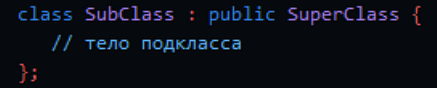 class SubClass : public SuperClass {
// тело подкласса
};